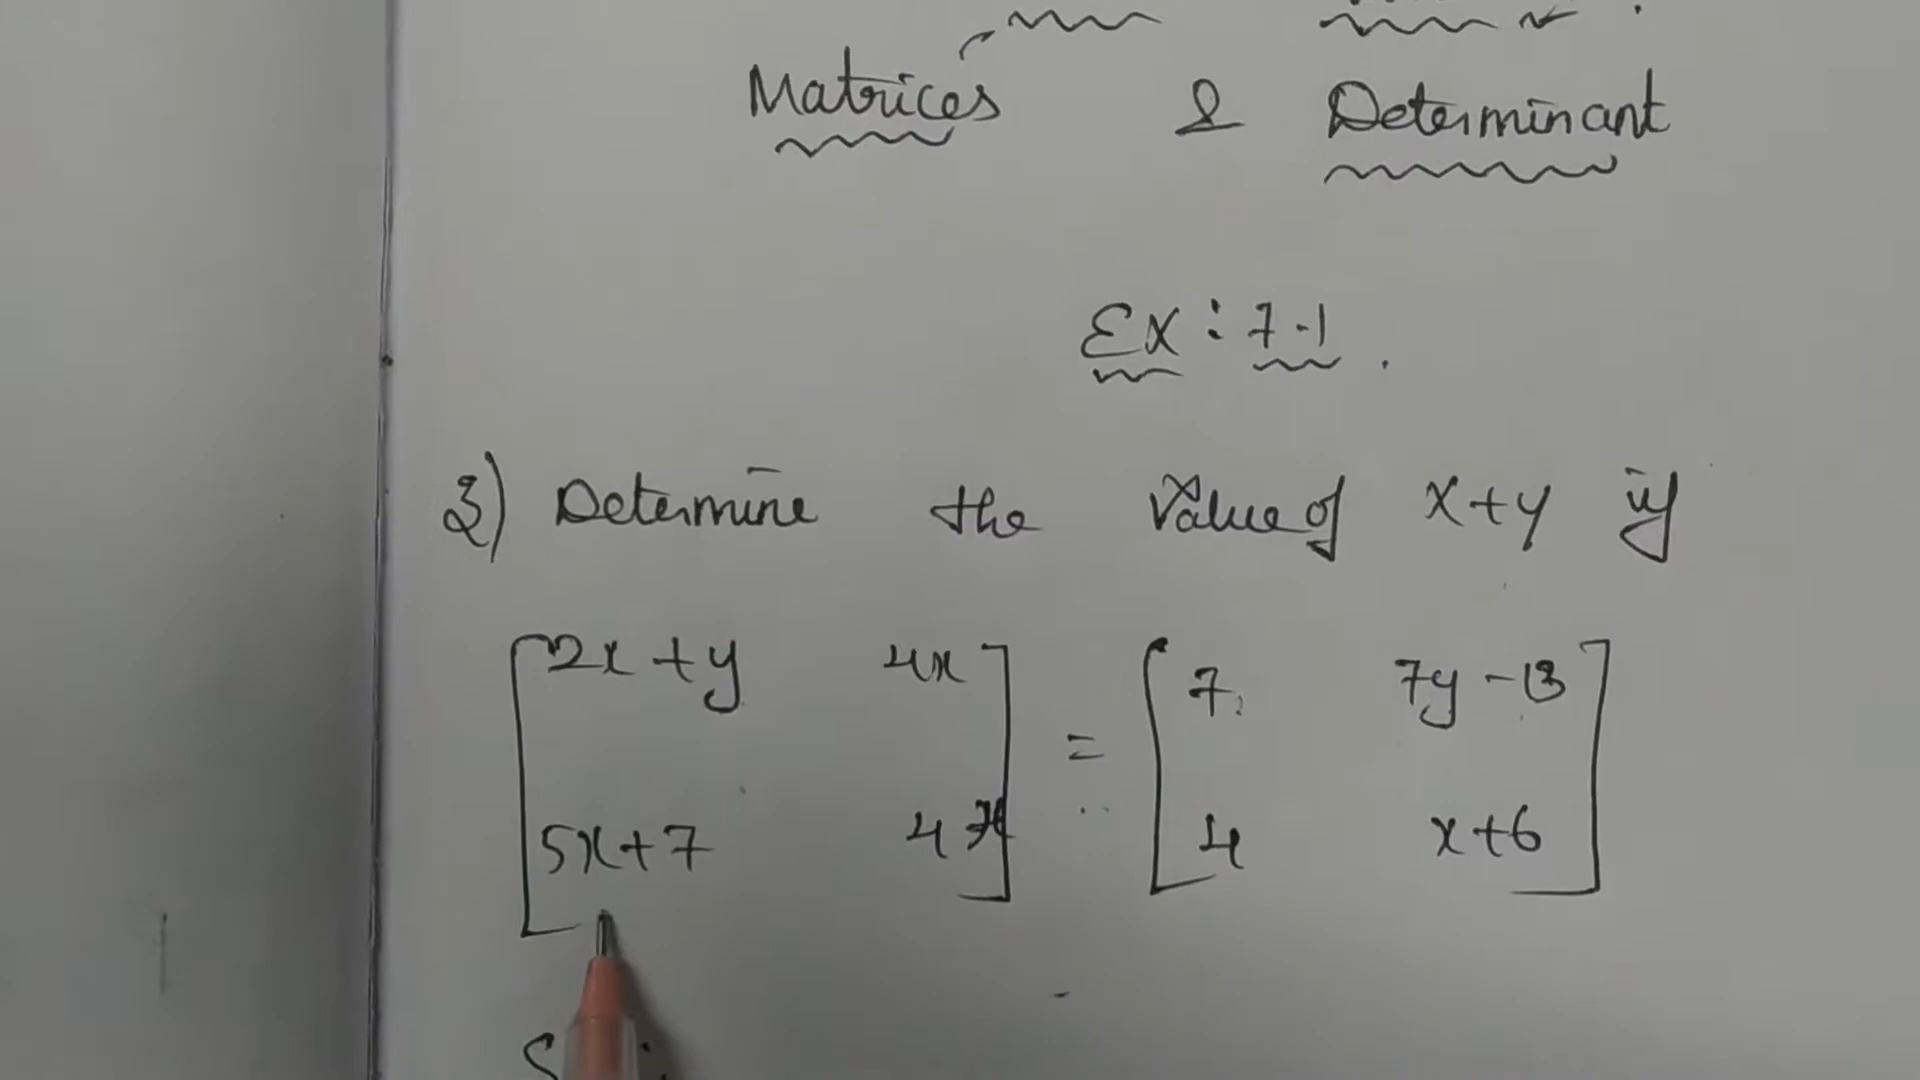 Matrices & Determinant
Ex : 7.1 .
3) Determine the Value of x+y if
[2x+y 4x] = [7 7y-13]
[5x+7 4x] [4 x+6]